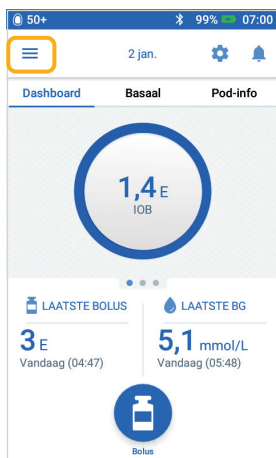 50+ 99% 07:00
2 jan.
Dashboard Basaal Pod-info
1,4 E
IOB
LAATSTE BOLUS LAATSTE BG
3 E 5,1 mmol/L
Vandaag (04:47) Vandaag (05:48)
Bolus